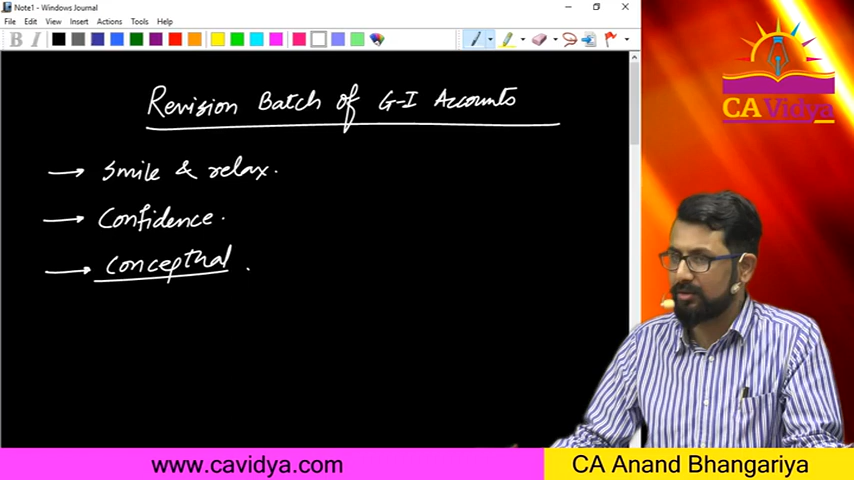 Note1 - Windows Journal
File Edit View Insert Actions Tools Help
B I
Revision Batch of G-I Accounts
→ Smile & relax.
→ Confidence.
→ Conceptual.
CA Vidya
www.cavidya.com
CA Anand Bhangariya